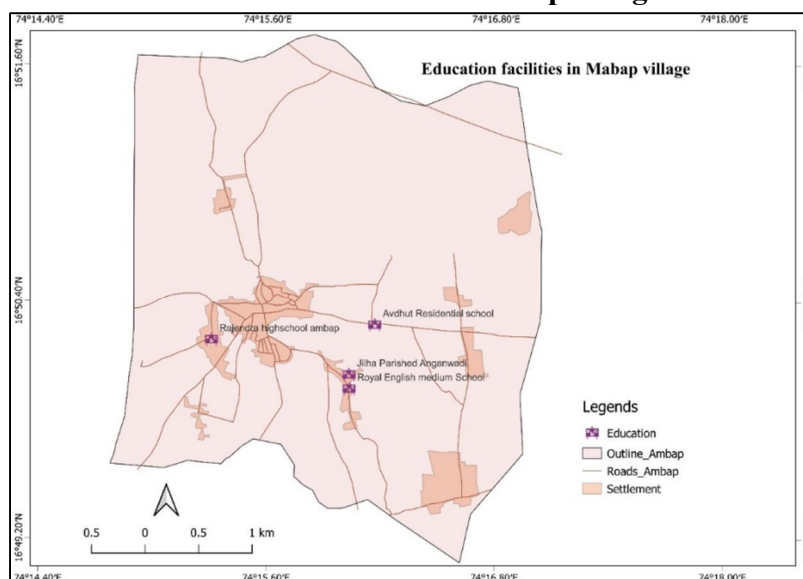 74°14.40'E 74°15.60'E 74°16.80'E 74°18.00'E
16°51.60'N
Education facilities in Mabap village
16°50.40'N
Avdhut Residential school
Rajendra highschool ambap
Jilha Parished Anganwadi
Royal English medium School
Legends
Education
Outline_Ambap
Roads_Ambap
Settlement
0.5 0 0.5 1 km
16°49.20'N
74°14.40'E 74°15.60'E 74°16.80'E 74°18.00'E